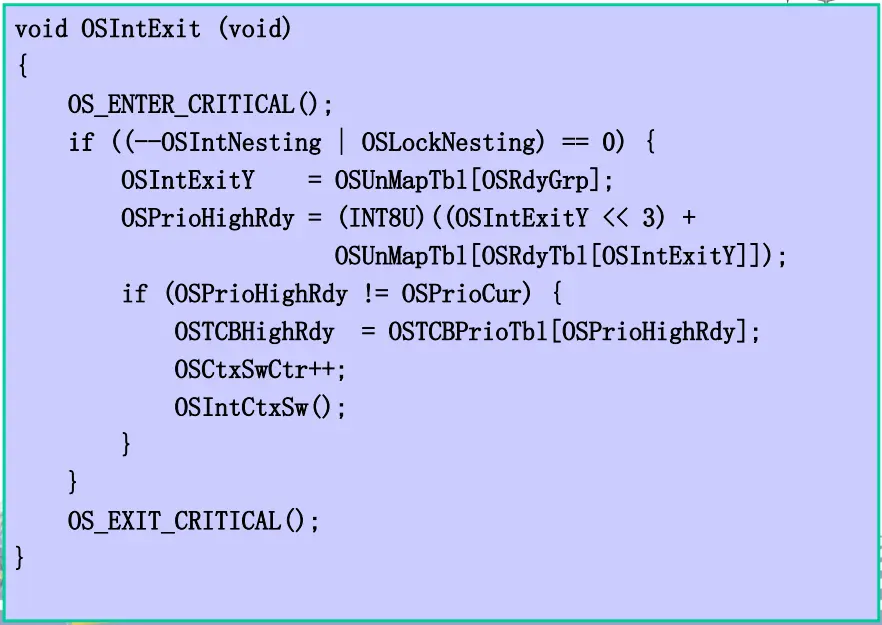 void OSIntExit (void)
{
    OS_ENTER_CRITICAL();
    if ((--OSIntNesting | OSLockNesting) == 0) {
        OSIntExitY    = OSUnMapTbl[OSRdyGrp];
        OSPrioHighRdy = (INT8U)((OSIntExitY << 3) +
                        OSUnMapTbl[OSRdyTbl[OSIntExitY]]);
        if (OSPrioHighRdy != OSPrioCur) {
            OSTCBHighRdy  = OSTCBPrioTbl[OSPrioHighRdy];
            OSCtxSwCtr++;
            OSIntCtxSw();
        }
    }
    OS_EXIT_CRITICAL();
}